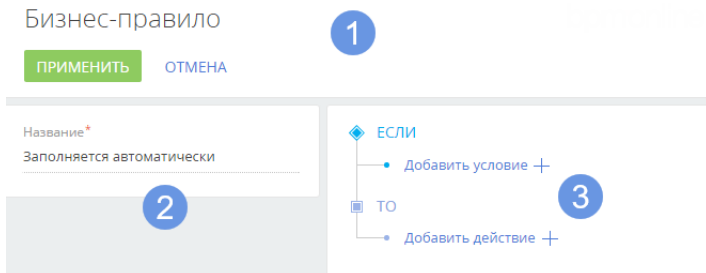 Бизнес-правило
1
ПРИМЕНИТЬ ОТМЕНА
Название*
Заполняется автоматически
2
ЕСЛИ
Добавить условие +
3
ТО
Добавить действие +